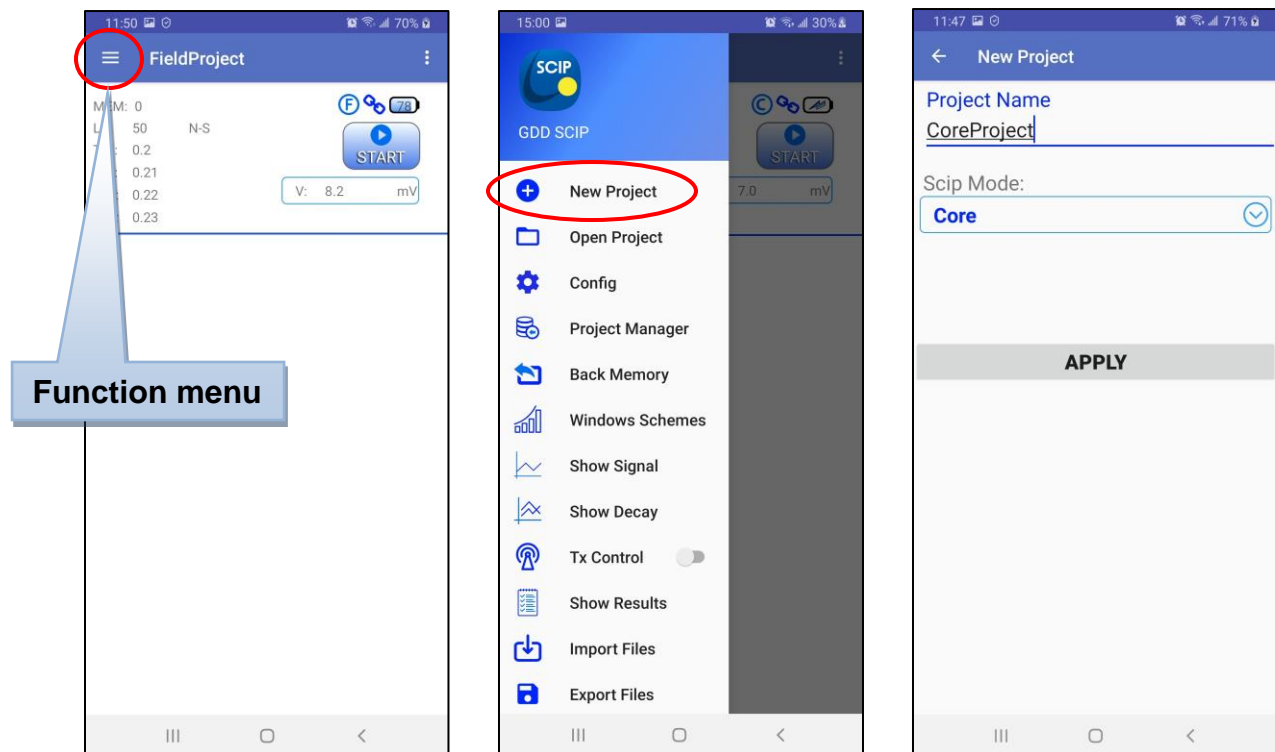 11:50 70%
FieldProject
M M: 0
L 50 N-S
0.2
0.21
0.22
0.23
F 78
START
V: 8.2 mV
Function menu
15:00 30%
SCIP
GDD SCIP
C
START
7.0 mV
New Project
Open Project
Config
Project Manager
Back Memory
Windows Schemes
Show Signal
Show Decay
Tx Control
Show Results
Import Files
Export Files
11:47 71%
New Project
Project Name
CoreProject
Scip Mode:
Core
APPLY